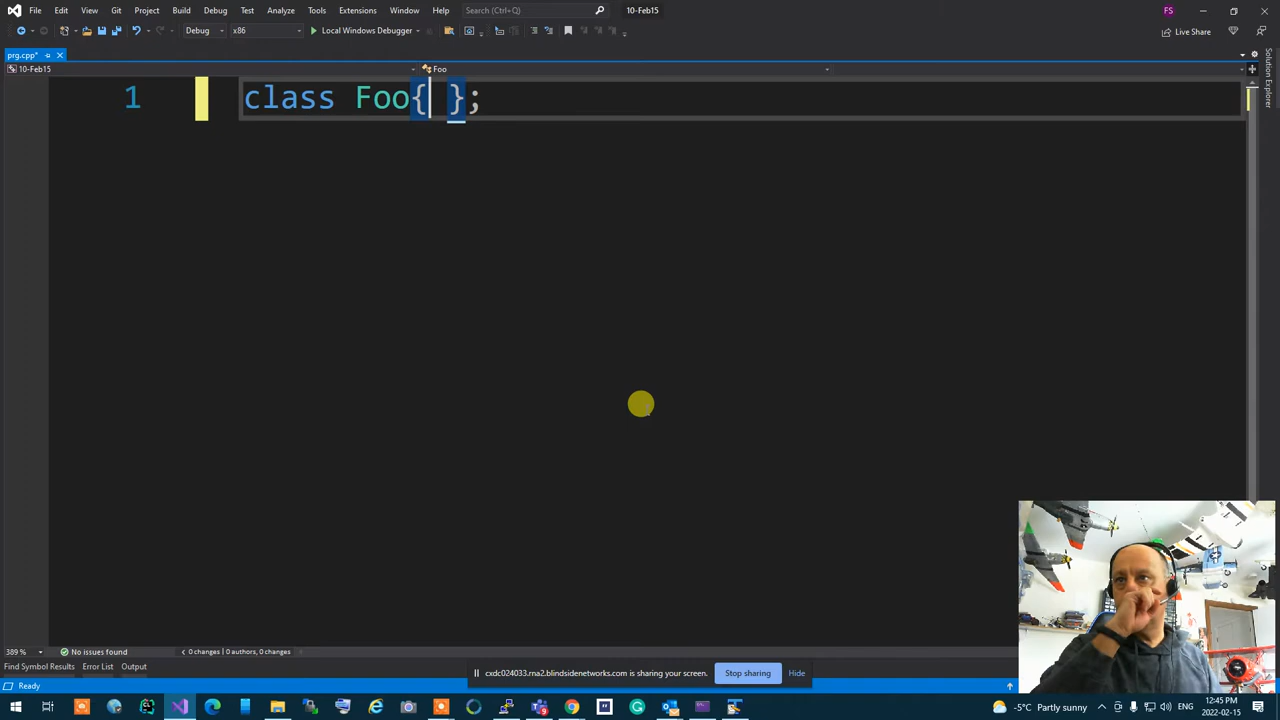 File Edit View Git Project Build Debug Test Analyze Tools Extensions Window Help Search (Ctrl+Q) 10-Feb15 FS
Debug x86 Local Windows Debugger Live Share
prg.cpp*
10-Feb15 Foo
Solution Explorer
1 class Foo{ };
389 % No issues found 0 changes | 0 authors, 0 changes
Find Symbol Results Error List Output
cxdc024033.rna2.blindsidenetworks.com is sharing your screen. Stop sharing Hide
Ready
-5°C Partly sunny ENG 12:45 PM
2022-02-15